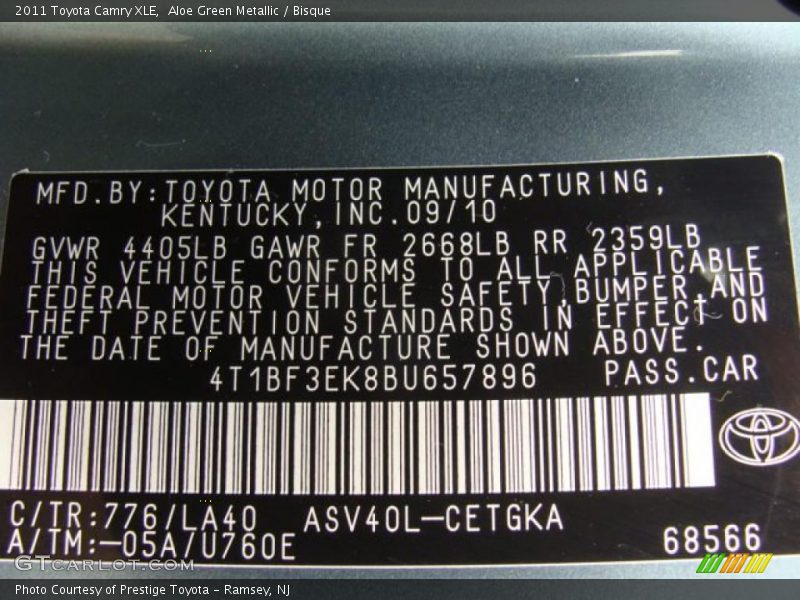 2011 Toyota Camry XLE,  Aloe Green Metallic / Bisque
MFD.BY:TOYOTA MOTOR MANUFACTURING,
KENTUCKY,INC.09/10
GVWR 4405LB GAWR FR 2668LB RR 2359LB
THIS VEHICLE CONFORMS TO ALL APPLICABLE
FEDERAL MOTOR VEHICLE SAFETY,BUMPER,AND
THEFT PREVENTION STANDARDS IN EFFECT ON
THE DATE OF MANUFACTURE SHOWN ABOVE.
4T1BF3EK8BU657896 PASS.CAR
C/TR:776/LA40 ASV40L-CETGKA
A/TM:-05A/U760E 68566
GTCARLOT.COM
Photo Courtesy of Prestige Toyota - Ramsey, NJ